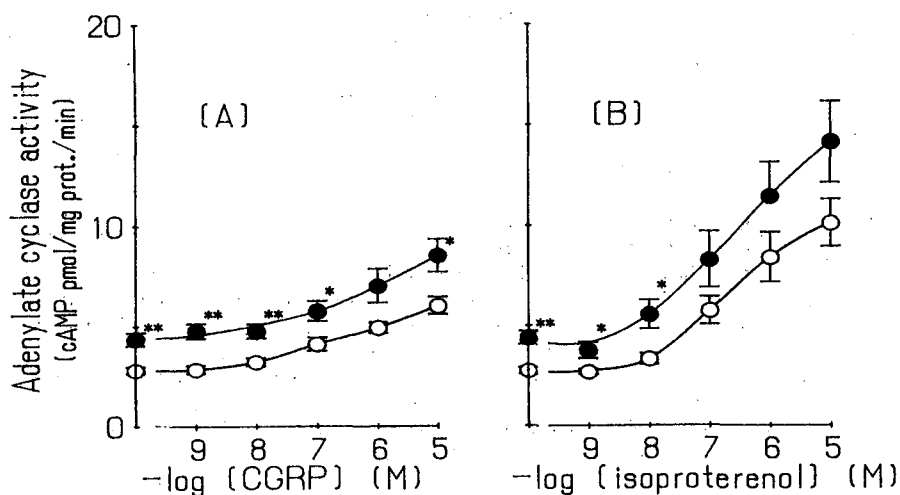 20
10
0
Adenylate cyclase activity
(cAMP pmol/mg prot./min)
[A]
**
**
**
*
*
9 8 7 6 5
-log [CGRP] (M)
[B]
**
*
*
9 8 7 6 5
-log [isoproterenol] (M)